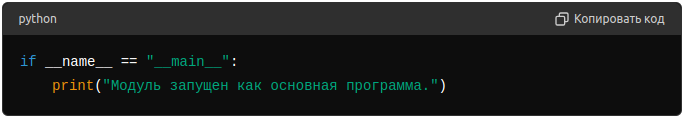 python
Копировать код
if __name__ == "__main__":
    print("Модуль запущен как основная программа.")